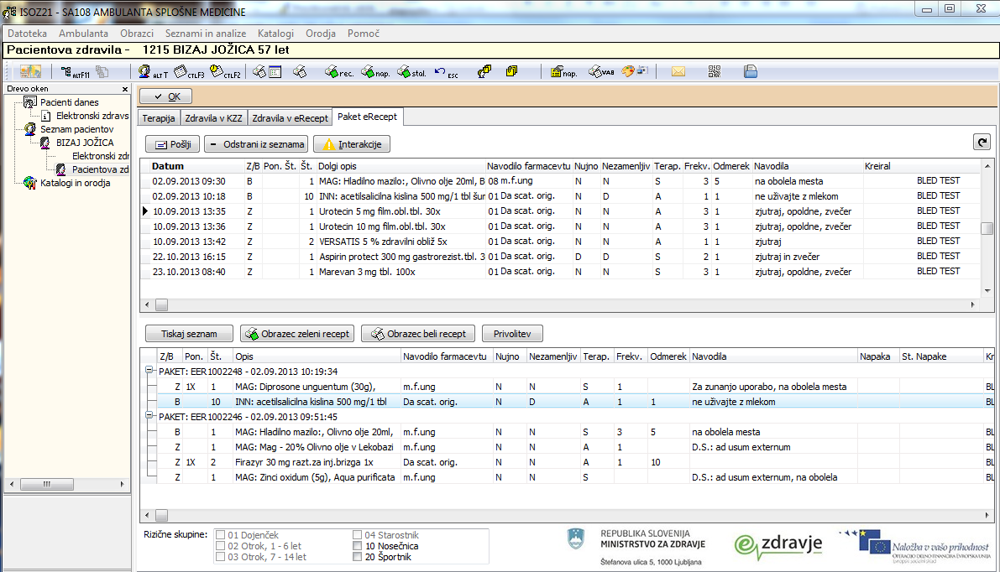 ISOZ21 - SA108 AMBULANTA SPLOŠNE MEDICINE
Datoteka Ambulanta Obrazci Seznami in analize Katalogi Orodja Pomoč
Pacientova zdravila - 1215 BIZAJ JOŽICA 57 let
ALTF11 ALT T CTLF3 CTLF2 rec. nap. stal. ESC nap. VAB
Drevo oken x
Pacienti danes
Elektronski zdravs
Seznam pacientov
BIZAJ JOŽICA
Elektronski zdr
Pacientova zd
Katalogi in orodja
OK
Terapija Zdravila v KZZ Zdravila v eRecept Paket eRecept
Pošlji Odstrani iz seznama Interakcije
Datum Z/B Pon. Št. Št. Dolgi opis Navodilo farmacevtu Nujno Nezamenljiv Terap. Frekv. Odmerek Navodila Kreiral
02.09.2013 09:30 B 1 MAG: Hladilno mazilo:, Olivno olje 20ml, B 08 m.f.ung N N S 3 5 na obolela mesta BLED TEST
02.09.2013 10:18 B 10 INN: acetilsalicilna kislina 500 mg/1 tbl šun 01 Da scat. orig. N D A 1 1 ne uživajte z mlekom BLED TEST
10.09.2013 13:35 Z 1 Urotecin 5 mg film.obl.tbl. 30x 01 Da scat. orig. N N A 3 1 zjutraj, opoldne, zvečer BLED TEST
10.09.2013 13:36 Z 1 Urotecin 10 mg film.obl.tbl. 30x 01 Da scat. orig. N N A 3 1 zjutraj, opoldne, zvečer BLED TEST
10.09.2013 13:42 Z 2 VERSATIS 5 % zdravilni obliž 5x 01 Da scat. orig. N N A 1 1 zjutraj BLED TEST
22.10.2013 16:15 Z 1 Aspirin protect 300 mg gastrorezist.tbl. 3 01 Da scat. orig. D D S 2 1 zjutraj in zvečer BLED TEST
23.10.2013 08:40 Z 1 Marevan 3 mg tbl. 100x 01 Da scat. orig. N N S 3 1 zjutraj, opoldne, zvečer BLED TEST
Tiskaj seznam Obrazec zeleni recept Obrazec beli recept Privolitev
Z/B Pon. Št. Opis Navodilo farmacevtu Nujno Nezamenljiv Terap. Frekv. Odmerek Navodila Napaka St. Napake Kr
PAKET: EER1002248 - 02.09.2013 10:19:34
Z 1X 1 MAG: Diprosone unguentum (30g), m.f.ung N N S 1 Za zunanjo uporabo, na obolela mesta BL
B 10 INN: acetilsalicilna kislina 500 mg/1 tbl Da scat. orig. N D A 1 1 ne uživajte z mlekom BL
PAKET: EER1002246 - 02.09.2013 09:51:45
B 1 MAG: Hladilno mazilo:, Olivno olje 20ml, m.f.ung N N S 3 5 na obolela mesta BL
Z 1 MAG: Mag - 20% Olivno olje v Lekobazi m.f.ung N N A 1 D.S.: ad usum externum BL
Z 1X 2 Firazyr 30 mg razt.za inj.brizga 1x Da scat. orig. N N A 1 10 BL
Z 1 MAG: Zinci oxidum (5g), Aqua purificata m.f.ung N N S D.S.: ad usum externum, na obolela BL
Rizične skupine:
01 Dojenček 04 Starostnik
02 Otrok, 1 - 6 let 10 Nosečnica
03 Otrok, 7 - 14 let 20 Športnik
REPUBLIKA SLOVENIJA
MINISTRSTVO ZA ZDRAVJE
Štefanova ulica 5, 1000 Ljubljana
ezdravje
Naložba v vašo prihodnost
OPERACIJO DELNO FINANCIRA EVROPSKA UNIJA
Evropski socialni sklad